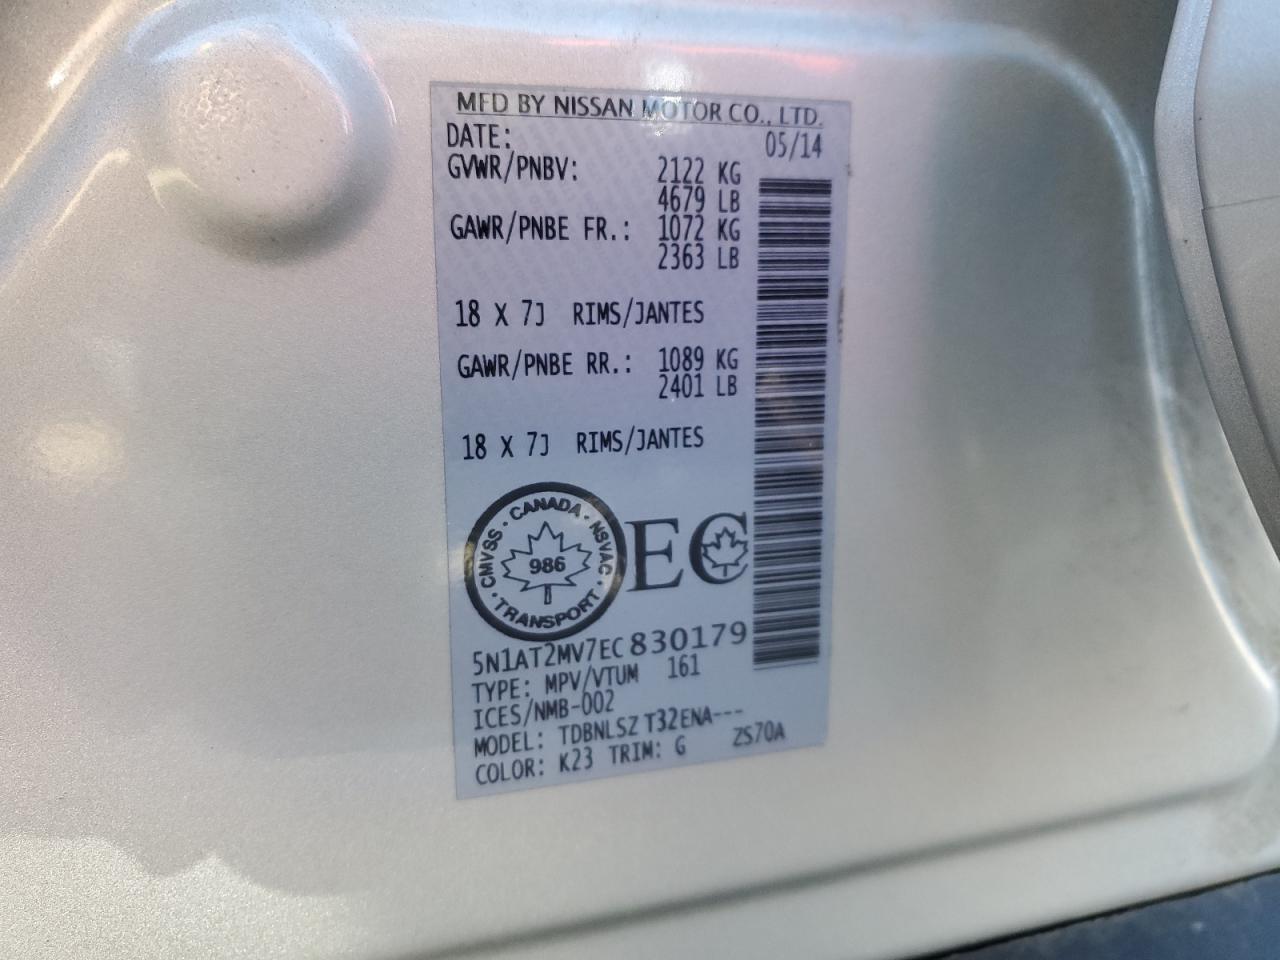 MFD BY NISSAN MOTOR CO., LTD.
DATE: 05/14
GVWR/PNBV: 2122 KG
4679 LB
GAWR/PNBE FR.: 1072 KG
2363 LB
18 X 7J RIMS/JANTES
GAWR/PNBE RR.: 1089 KG
2401 LB
18 X 7J RIMS/JANTES
· CANADA · NSVAC · TRANSPORT · CMVSS
986
EC
5N1AT2MV7EC830179
TYPE: MPV/VTUM 161
ICES/NMB-002
MODEL: TDBNLSZ T32ENA---
COLOR: K23 TRIM: G ZS70A